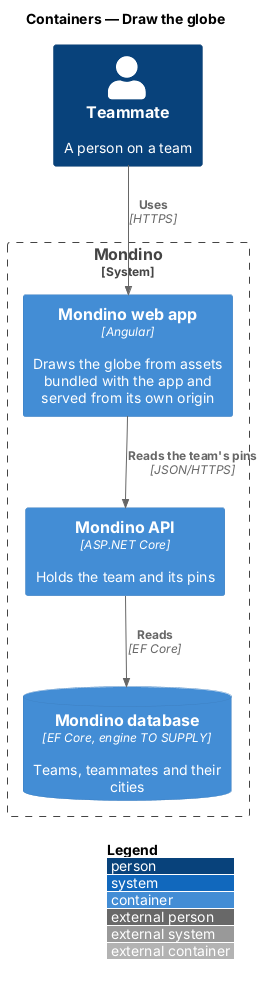 Containers — Draw the globe
Teammate
A person on a team
Uses
[HTTPS]
Mondino
[System]
Mondino web app
[Angular]
Draws the globe from assets
bundled with the app and
served from its own origin
Reads the team's pins
[JSON/HTTPS]
Mondino API
[ASP.NET Core]
Holds the team and its pins
Reads
[EF Core]
Mondino database
[EF Core, engine TO SUPPLY]
Teams, teammates and their
cities
Legend
person
system
container
external person
external system
external container